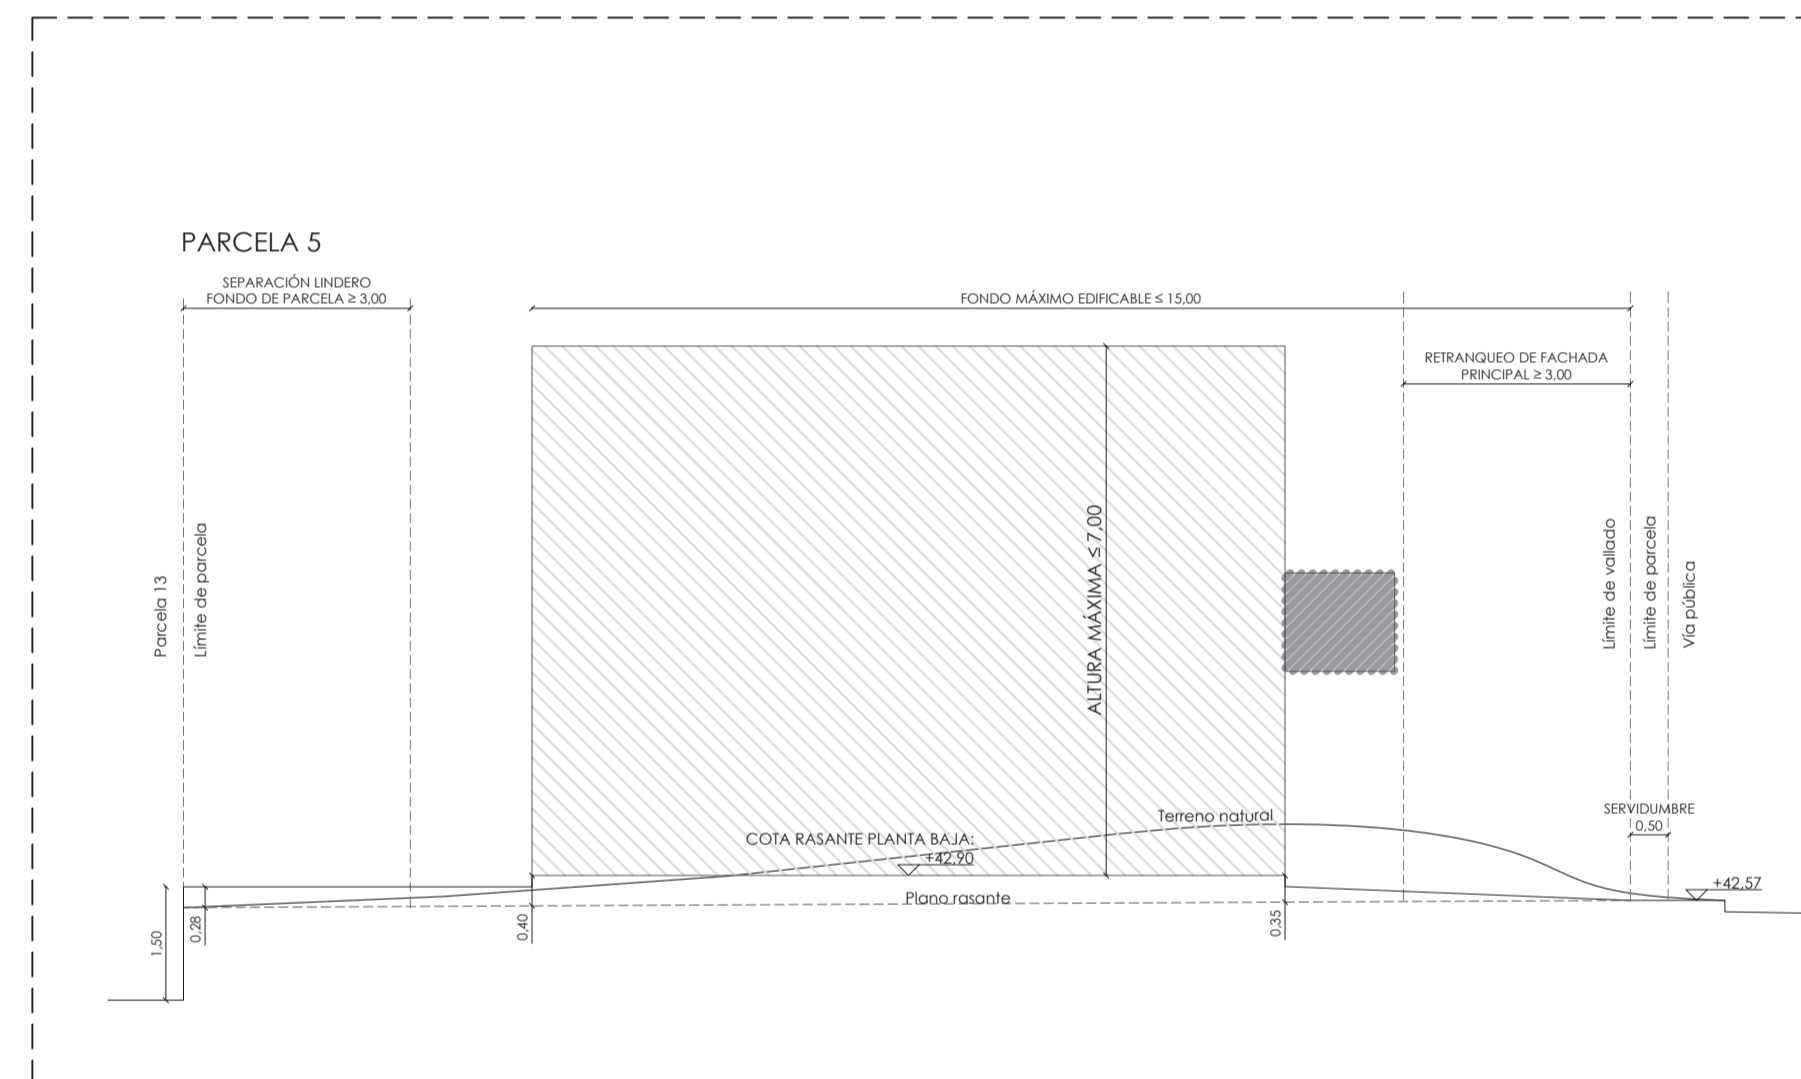 PARCELA 5
SEPARACIÓN LINDERO
FONDO DE PARCELA ≥ 3,00
FONDO MÁXIMO EDIFICABLE ≤ 15,00
RETRANQUEO DE FACHADA
PRINCIPAL ≥ 3,00
Parcela 13
Límite de parcela
ALTURA MÁXIMA ≤ 7,00
Límite de vallado
Límite de parcela
Vía pública
SERVIDUMBRE
0,50
Terreno natural
COTA RASANTE PLANTA BAJA:
+42,90
+42,57
Plano rasante
1,50
0,28
0,40
0,35